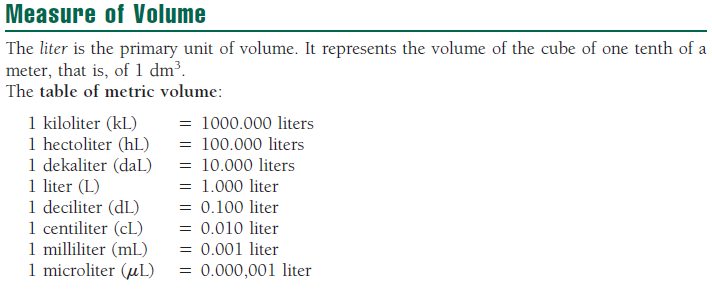 Measure of Volume
The liter is the primary unit of volume. It represents the volume of the cube of one tenth of a
meter, that is, of 1 dm³.
The table of metric volume:
1 kiloliter (kL) = 1000.000 liters
1 hectoliter (hL) = 100.000 liters
1 dekaliter (daL) = 10.000 liters
1 liter (L) = 1.000 liter
1 deciliter (dL) = 0.100 liter
1 centiliter (cL) = 0.010 liter
1 milliliter (mL) = 0.001 liter
1 microliter (μL) = 0.000,001 liter